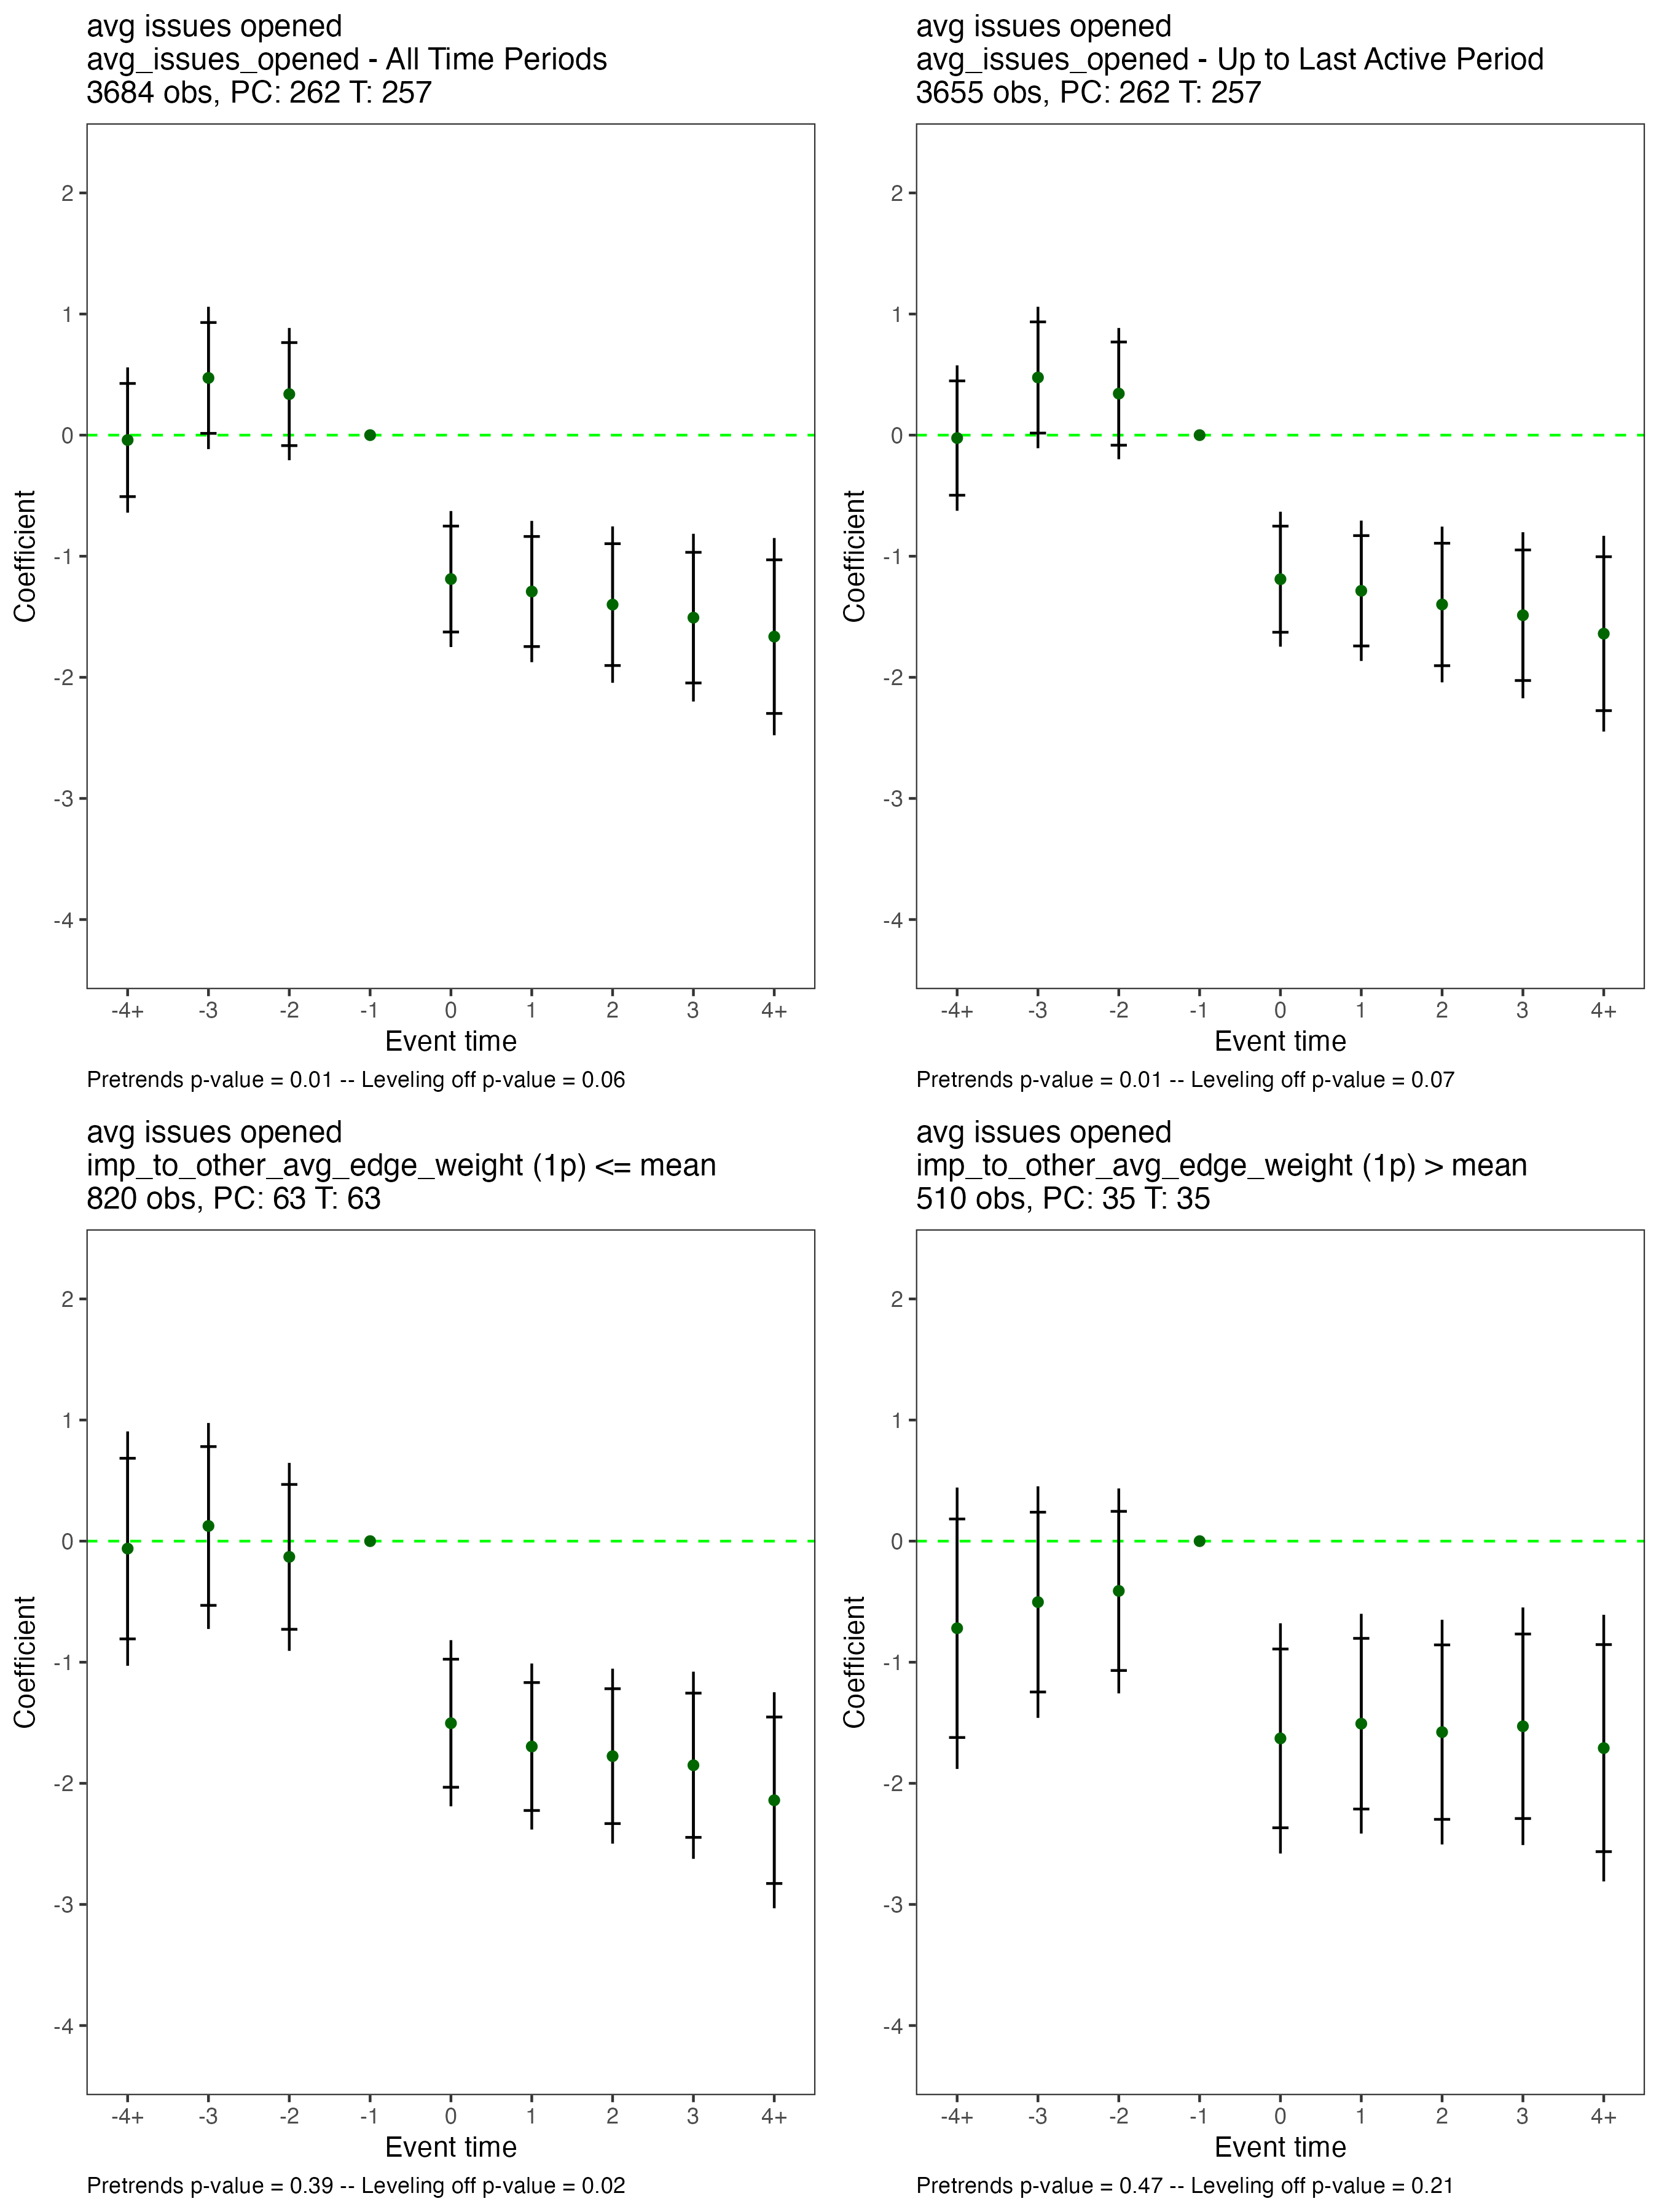 avg issues opened
avg_issues_opened - All Time Periods
3684 obs, PC: 262 T: 257
2
1
0
-1
-2
-3
-4
Coefficient
-4+ -3 -2 -1 0 1 2 3 4+
Event time
Pretrends p-value = 0.01 -- Leveling off p-value = 0.06
avg issues opened
avg_issues_opened - Up to Last Active Period
3655 obs, PC: 262 T: 257
2
1
0
-1
-2
-3
-4
Coefficient
-4+ -3 -2 -1 0 1 2 3 4+
Event time
Pretrends p-value = 0.01 -- Leveling off p-value = 0.07
avg issues opened
imp_to_other_avg_edge_weight (1p) <= mean
820 obs, PC: 63 T: 63
2
1
0
-1
-2
-3
-4
Coefficient
-4+ -3 -2 -1 0 1 2 3 4+
Event time
Pretrends p-value = 0.39 -- Leveling off p-value = 0.02
avg issues opened
imp_to_other_avg_edge_weight (1p) > mean
510 obs, PC: 35 T: 35
2
1
0
-1
-2
-3
-4
Coefficient
-4+ -3 -2 -1 0 1 2 3 4+
Event time
Pretrends p-value = 0.47 -- Leveling off p-value = 0.21